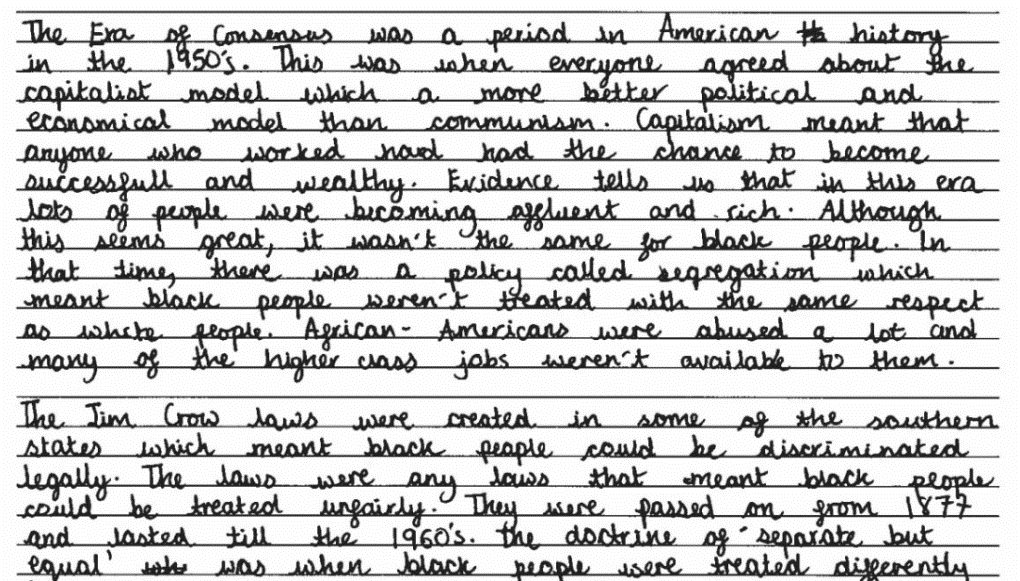 The Era of Consensus was a period in American history
in the 1950's. This was when everyone agreed about the
capitalist model which a more better political and
economical model than communism. Capitalism meant that
anyone who worked hard had the chance to become
successfull and wealthy. Evidence tells us that in this era
lots of people were becoming affluent and rich. Although
this seems great, it wasn't the same for black people. In
that time, there was a policy called segregation which
meant black people weren't treated with the same respect
as white people. African-Americans were abused a lot and
many of the higher class jobs weren't available to them.
The Jim Crow laws were created in some of the southern
states which meant black people could be discriminated
legally. The laws were any laws that meant black people
could be treated unfairly. They were passed on from 1877
and lasted till the 1960's. The doctrine of 'separate but
equal' was when black people were treated differently